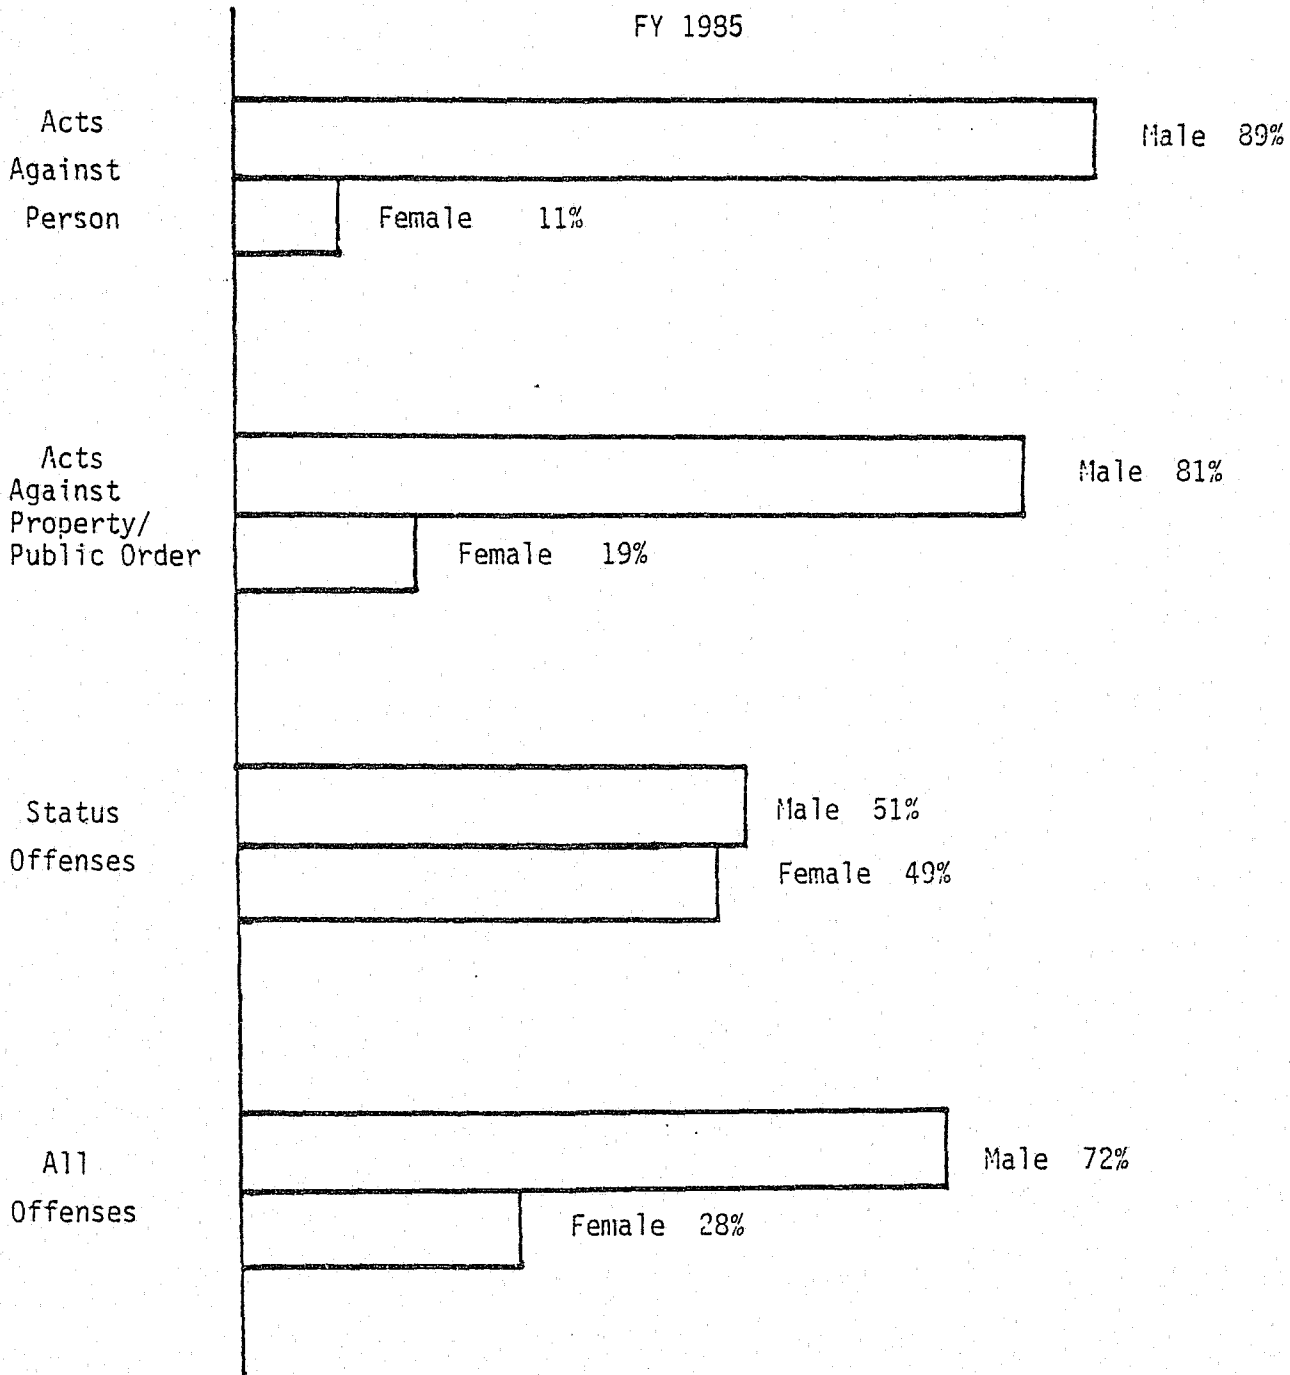 FY 1985
Acts
Against
Person
Male 89%
Female 11%
Acts
Against
Property/
Public Order
Male 81%
Female 19%
Status
Offenses
Male 51%
Female 49%
All
Offenses
Male 72%
Female 28%